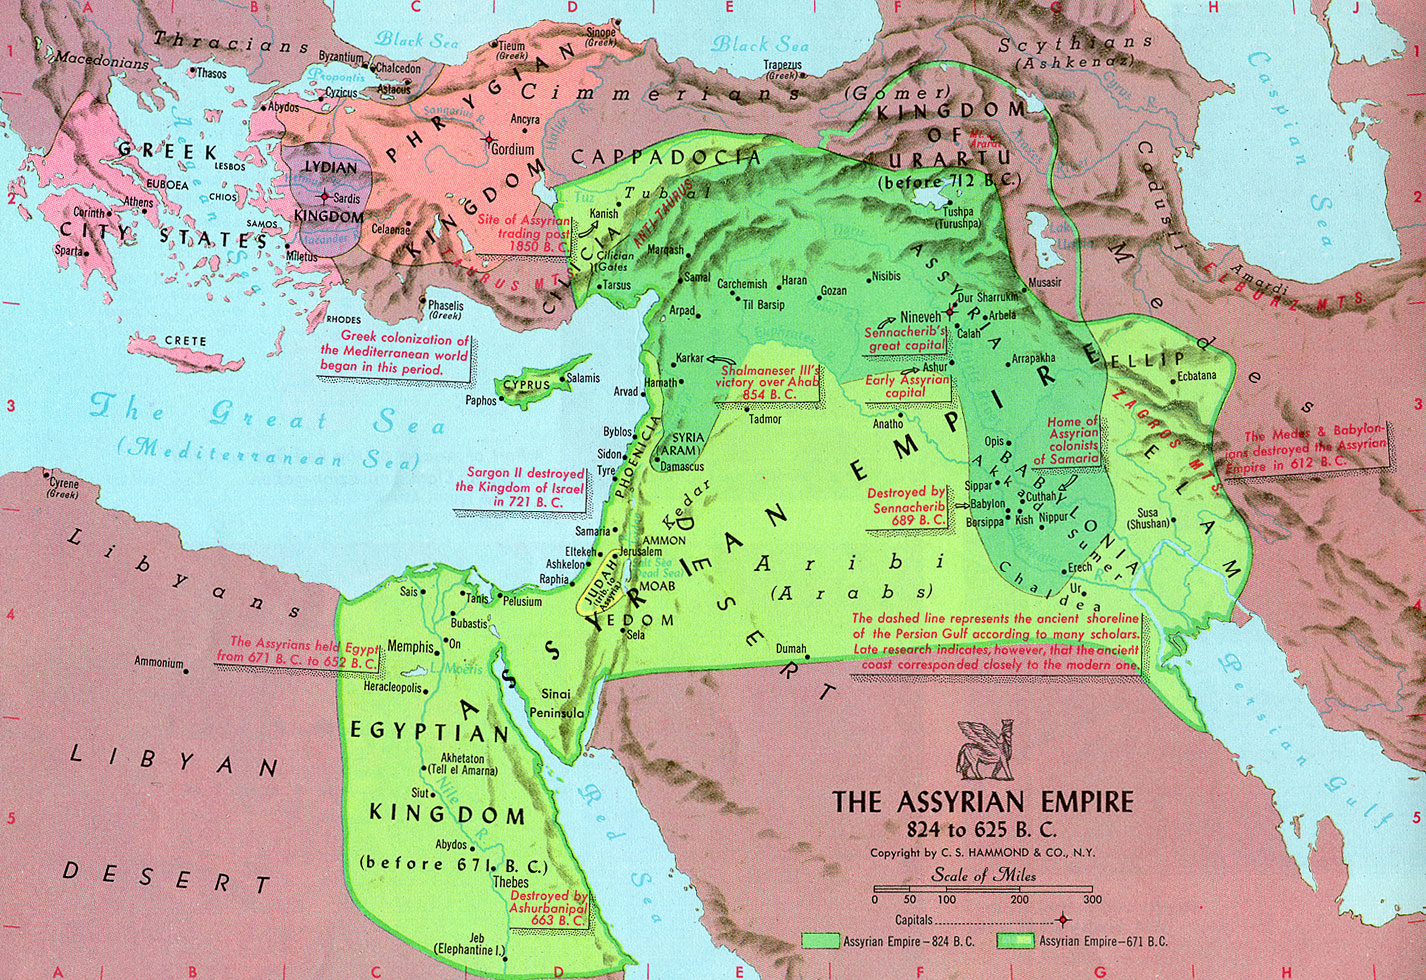 A B C D E F G H J
1
Thracians
Macedonians
Thasos
Byzantium
Chalcedon
Propontis
Cyzicus
Astacus
Abydos
Black Sea
Tieum
(Greek)
Sinope
(Greek)
Black Sea
Trapezus
(Greek)
Cimmerians (Gomer)
Scythians
(Ashkenaz)
Caspian Sea
Cyrus R.
Sangarius R.
Halys R.
PHRYGIAN
KINGDOM
Ancyra
Gordium
CAPPADOCIA
KINGDOM
OF
URARTU
(before 712 B.C.)
Mt.
Ararat
Cadusii
2
GREEK
CITY STATES
LESBOS
EUBOEA
CHIOS
Athens
Corinth
Sparta
SAMOS
Aegean Sea
LYDIAN
KINGDOM
Sardis
Maeander R.
Miletus
Celaenae
Site of Assyrian
trading post
1850 B.C.
Tuz
Tubal
Kanish
ANTI-TAURUS
CILICIA
Cilician
Gates
Tarsus
TAURUS MTS.
Marqash
Samal
Carchemish
Haran
Til Barsip
Gozan
Nisibis
Arpad
Tushpa
(Turushpa)
Musasir
Dur Sharrukin
Nineveh
Arbela
Calah
Sennacherib's
great capital
Ashur
Early Assyrian
capital
Arrapakha
ASSYRIA
Medes
Amardi
ELBURZ MTS.
2
Phaselis
(Greek)
RHODES
CRETE
Greek colonization of
the Mediterranean world
began in this period.
CYPRUS
Salamis
Paphos
Euphrates
Karkar
Shalmaneser III's
victory over Ahab
854 B.C.
Hamath
Arvad
3
The Great Sea
(Mediterranean Sea)
Byblos
Sidon
Tyre
PHOENICIA
SYRIA
(ARAM)
Damascus
Tadmor
Anatho
ELLIP
Ecbatana
ZAGROS MTS.
Home of
Assyrian
colonists
of Samaria
The Medes & Babylon-
ians destroyed the Assyrian
Empire in 612 B.C.
3
Sargon II destroyed
the Kingdom of Israel
in 721 B.C.
Cyrene
(Greek)
Kedar
Opis
Akkad
BABYLONIA
Sippar
Cuthah
Babylon
Borsippa
Kish
Nippur
Destroyed by
Sennacherib
689 B.C.
Sumer
Susa
(Shushan)
ELAM
Libyans
Samaria
AMMON
Eltekeh
Jerusalem
Ashkelon
Salt Sea
(Dead Sea)
Raphia
JUDAH
(trib. to
Assyria)
MOAB
EDOM
Sela
Aribi
(Arabs)
DESERT
Erech
Ur
Chaldea
ASSYRIAN EMPIRE
4
Sais
Tanis
Pelusium
Bubastis
Memphis
On
L. Moeris
Heracleopolis
The Assyrians held Egypt
from 671 B.C. to 652 B.C.
Ammonium
Dumah
The dashed line represents the ancient shoreline
of the Persian Gulf according to many scholars.
Late research indicates, however, that the ancient
coast corresponded closely to the modern one.
Persian Gulf
4
Sinai
Peninsula
EGYPTIAN
KINGDOM
(before 671 B.C.)
Akhetaton
(Tell el Amarna)
Siut
Nile R.
Abydos
Thebes
Destroyed by
Ashurbanipal
663 B.C.
Jeb
(Elephantine I.)
Red Sea
LIBYAN
DESERT
5
THE ASSYRIAN EMPIRE
824 to 625 B.C.
Copyright by C. S. HAMMOND & CO., N.Y.
Scale of Miles
0 50 100 200 300
Capitals
Assyrian Empire—824 B.C.
Assyrian Empire—671 B.C.
5
A B C D E F G H